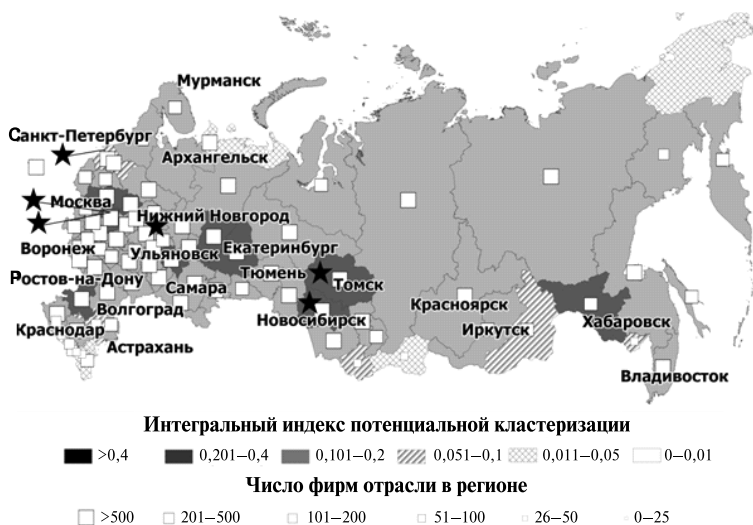 Мурманск
Санкт-Петербург
Архангельск
Москва
Нижний Новгород
Воронеж
Ульяновск
Екатеринбург
Ростов-на-Дону
Тюмень
Томск
Самара
Волгоград
Новосибирск
Красноярск
Краснодар
Иркутск
Хабаровск
Астрахань
Владивосток
Интегральный индекс потенциальной кластеризации
>0,4 0,201–0,4 0,101–0,2 0,051–0,1 0,011–0,05 0–0,01
Число фирм отрасли в регионе
>500 201–500 101–200 51–100 26–50 0–25